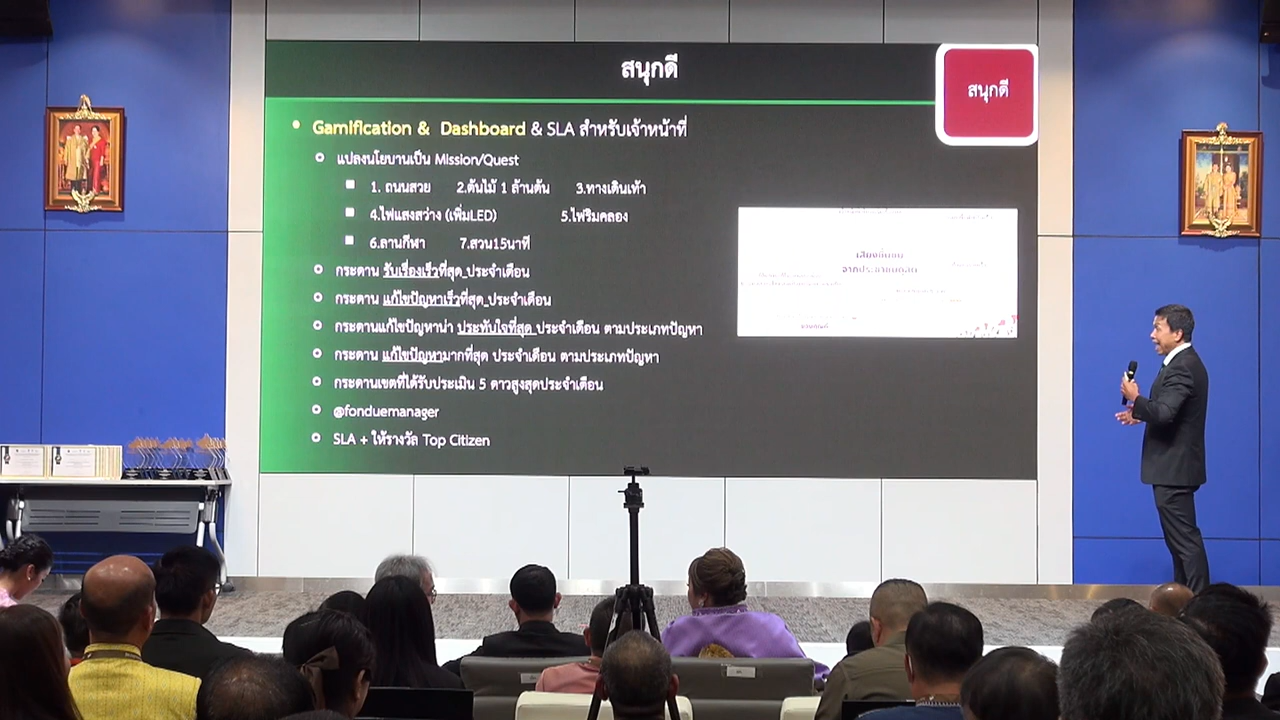 สนุกดี
สนุกดี
Gamification & Dashboard & SLA สำหรับเจ้าหน้าที่
แปลงนโยบานเป็น Mission/Quest
1. ถนนสวย 2.ต้นไม้ 1 ล้านต้น 3.ทางเดินเท้า
4.ไฟแสงสว่าง (เพิ่มLED) 5.ไฟริมคลอง
6.ลานกีฬา 7.สวน15นาที
กระดาน รับเรื่องเร็วที่สุด ประจำเดือน
กระดาน แก้ไขปัญหาเร็วที่สุด ประจำเดือน
กระดานแก้ไขปัญหาน่า ประทับใจที่สุด ประจำเดือน ตามประเภทปัญหา
กระดาน แก้ไขปัญหามากที่สุด ประจำเดือน ตามประเภทปัญหา
กระดานเขตที่ได้รับประเมิน 5 ดาวสูงสุดประจำเดือน
@fonduemanager
SLA + ให้รางวัล Top Citizen
เสียงชื่นชม